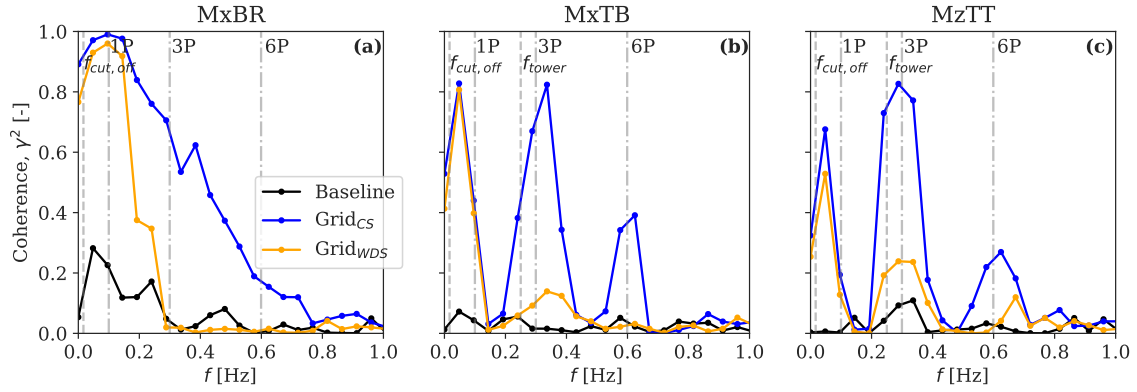 MxBR
MxTB
MzTT
1.0
0.8
0.6
0.4
0.2
0.0
Coherence, γ² [-]
1P
3P
6P
(a)
f_cut,off
Baseline
Grid_CS
Grid_WDS
0.0 0.2 0.4 0.6 0.8 1.0
f [Hz]
1P
3P
6P
(b)
f_cut,off
f_tower
0.0 0.2 0.4 0.6 0.8 1.0
f [Hz]
1P
3P
6P
(c)
f_cut,off
f_tower
0.0 0.2 0.4 0.6 0.8 1.0
f [Hz]